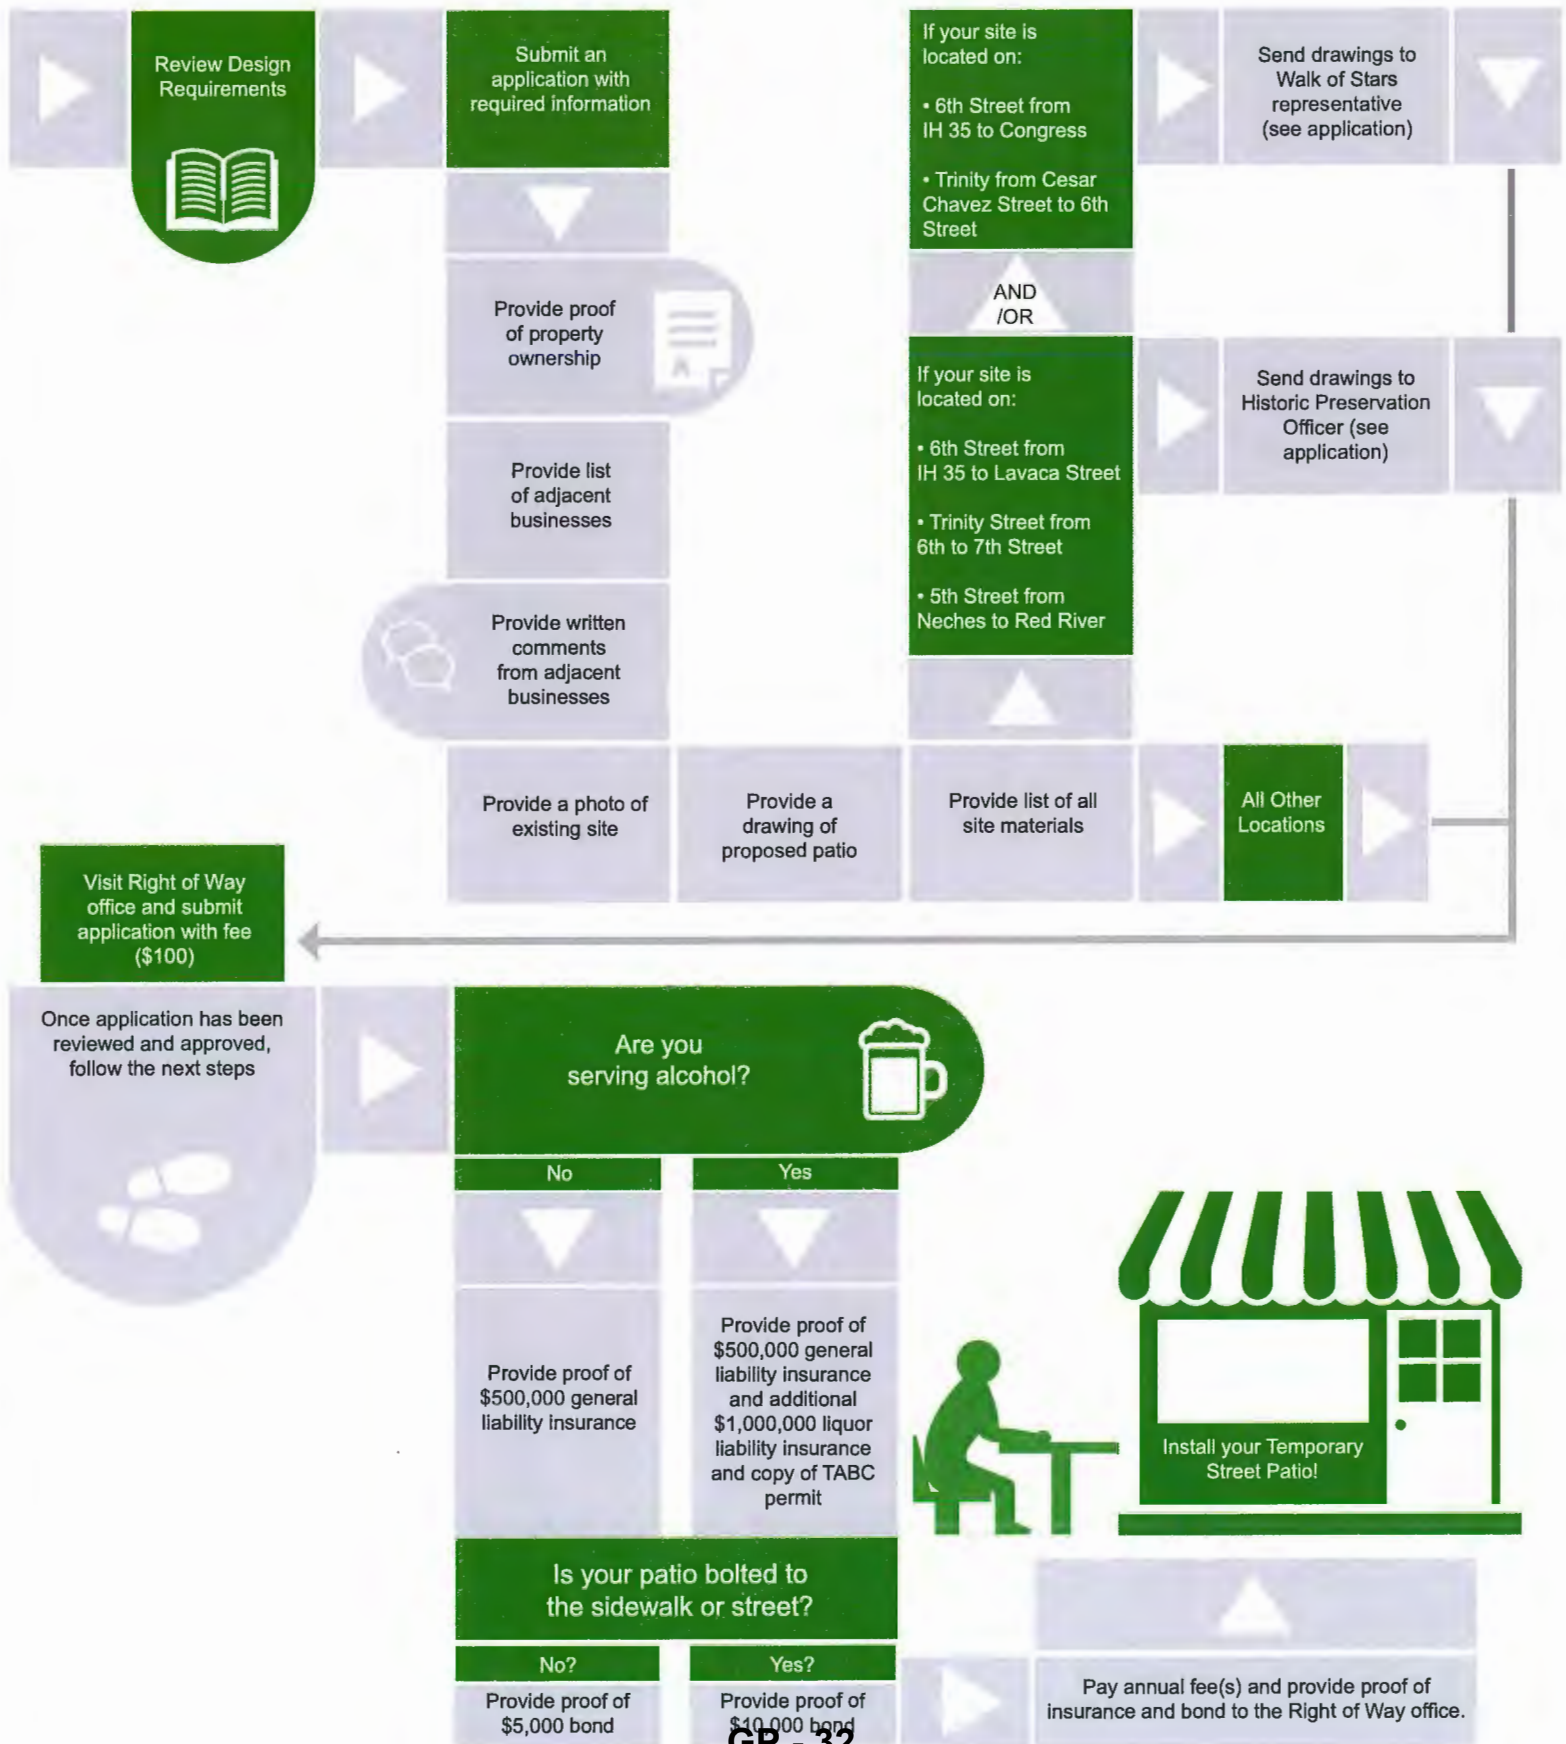 Review Design
Requirements
Submit an
application with
required information
Provide proof
of property
ownership
A
Provide list
of adjacent
businesses
Provide written
comments
from adjacent
businesses
Provide a photo of
existing site
Provide a
drawing of
proposed patio
Provide list of all
site materials
If your site is
located on:
• 6th Street from
IH 35 to Lavaca Street
• Trinity Street from
6th to 7th Street
• 5th Street from
Neches to Red River
Send drawings to
Historic Preservation
Officer (see
application)
AND
/OR
If your site is
located on:
• 6th Street from
IH 35 to Congress
• Trinity from Cesar
Chavez Street to 6th
Street
Send drawings to
Walk of Stars
representative
(see application)
All Other
Locations
Visit Right of Way
office and submit
application with fee
($100)
Once application has been
reviewed and approved,
follow the next steps
Are you
serving alcohol?
No
Provide proof of
$500,000 general
liability insurance
Yes
Provide proof of
$500,000 general
liability insurance
and additional
$1,000,000 liquor
liability insurance
and copy of TABC
permit
Is your patio bolted to
the sidewalk or street?
No?
Provide proof of
$5,000 bond
Yes?
Provide proof of
$10,000 bond
Pay annual fee(s) and provide proof of
insurance and bond to the Right of Way office.
Install your Temporary
Street Patio!
GP - 32